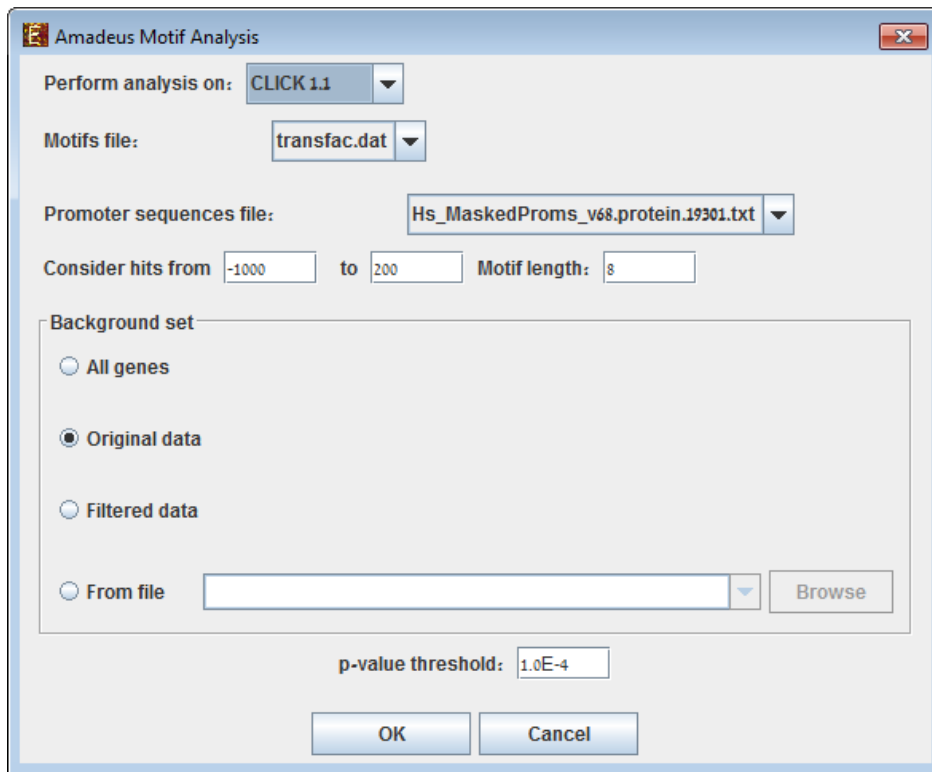 Amadeus Motif Analysis
Perform analysis on: CLICK 1.1
Motifs file: transfac.dat
Promoter sequences file: Hs_MaskedProms_v68.protein.19301.txt
Consider hits from -1000 to 200 Motif length: 8
Background set
All genes
Original data
Filtered data
From file Browse
p-value threshold: 1.0E-4
OK Cancel